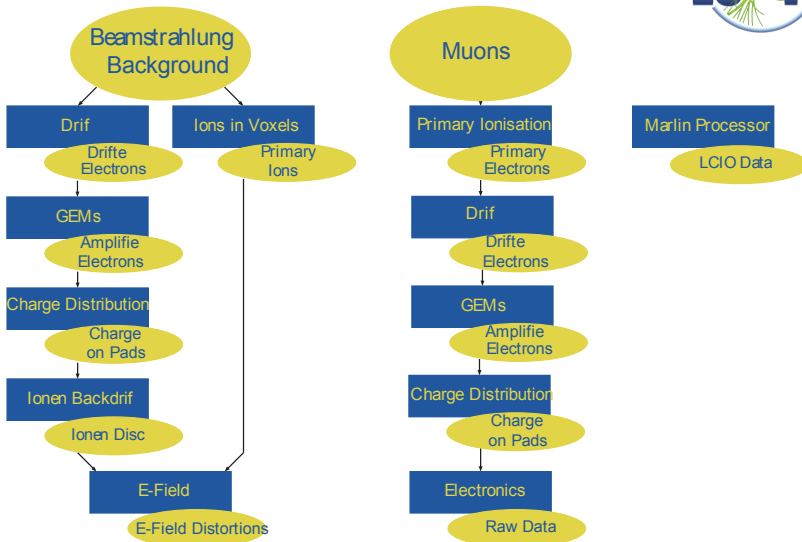 Beamstrahlung
Background
Muons
Drif
Ions in Voxels
Primary Ionisation
Marlin Processor
Drifte
Electrons
Primary
Ions
Primary
Electrons
LCIO Data
GEMs
Drif
Amplifie
Electrons
Drifte
Electrons
Charge Distribution
GEMs
Charge
on Pads
Amplifie
Electrons
Ionen Backdrif
Charge Distribution
Ionen Disc
Charge
on Pads
E-Field
Electronics
E-Field Distortions
Raw Data